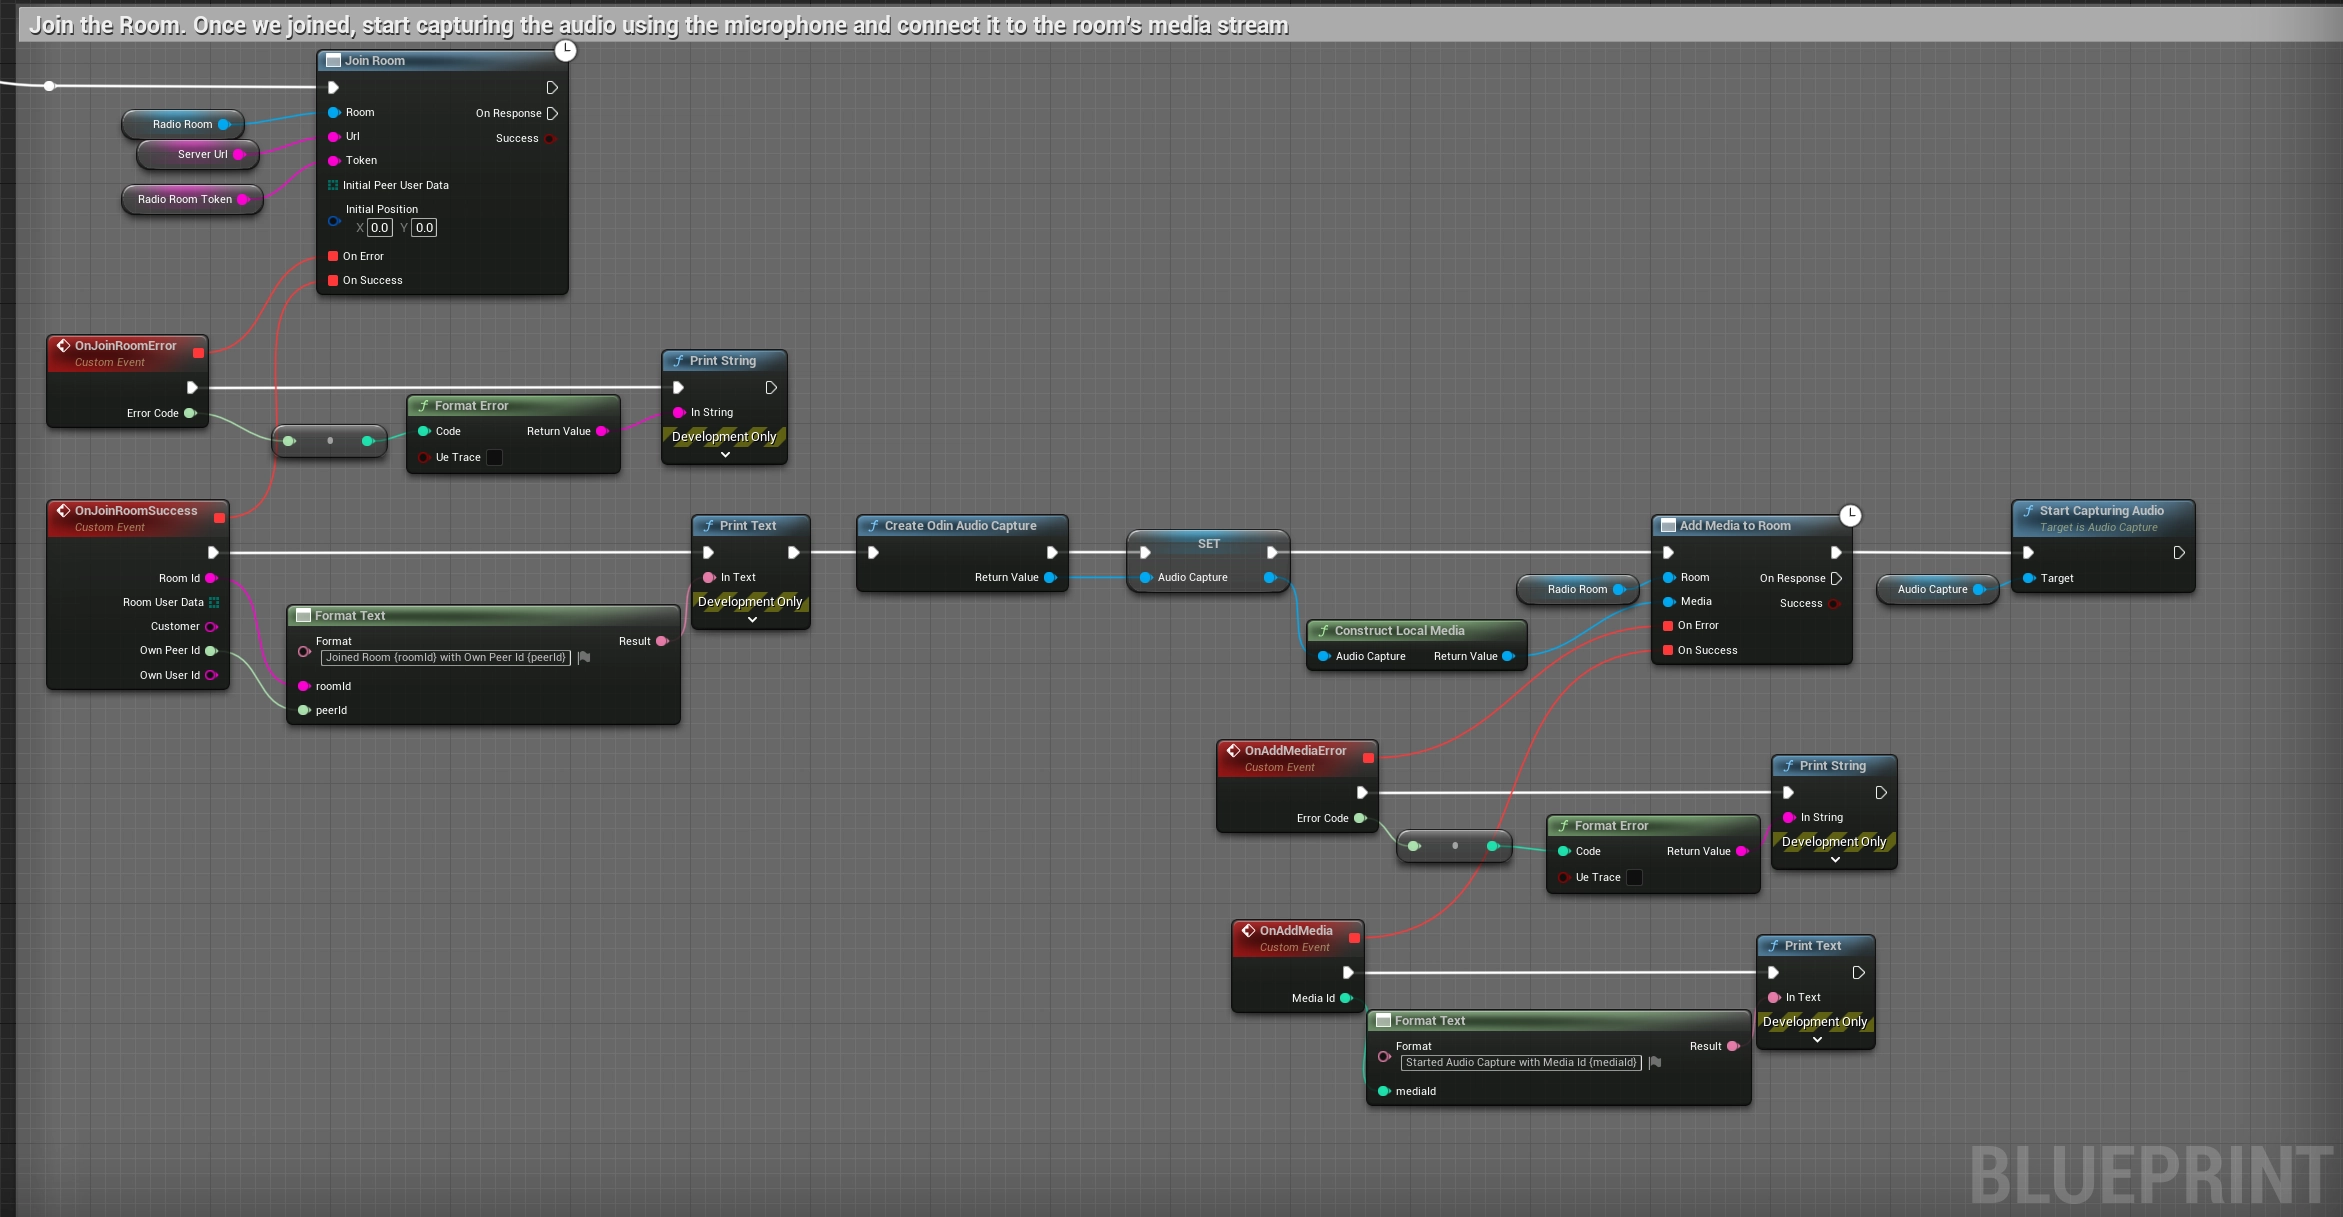 Join the Room. Once we joined, start capturing the audio using the microphone and connect it to the room's media stream
Join Room
Room
On Response
Url
Success
Token
Initial Peer User Data
Initial Position
X 0.0 Y 0.0
On Error
On Success
Radio Room
Server Url
Radio Room Token
OnJoinRoomError
Custom Event
Error Code
Format Error
Code
Return Value
Ue Trace
Print String
In String
Development Only
OnJoinRoomSuccess
Custom Event
Room Id
Room User Data
Customer
Own Peer Id
Own User Id
Format Text
Format
Result
Joined Room {roomId} with Own Peer Id {peerId}
roomId
peerId
Print Text
In Text
Development Only
Create Odin Audio Capture
Return Value
SET
Audio Capture
Construct Local Media
Audio Capture
Return Value
Radio Room
Add Media to Room
Room
On Response
Media
Success
On Error
On Success
Audio Capture
Start Capturing Audio
Target is Audio Capture
Target
OnAddMediaError
Custom Event
Error Code
Format Error
Code
Return Value
Ue Trace
Print String
In String
Development Only
OnAddMedia
Custom Event
Media Id
Format Text
Format
Result
Started Audio Capture with Media Id {mediaId}
mediaId
Print Text
In Text
Development Only
BLUEPRINT